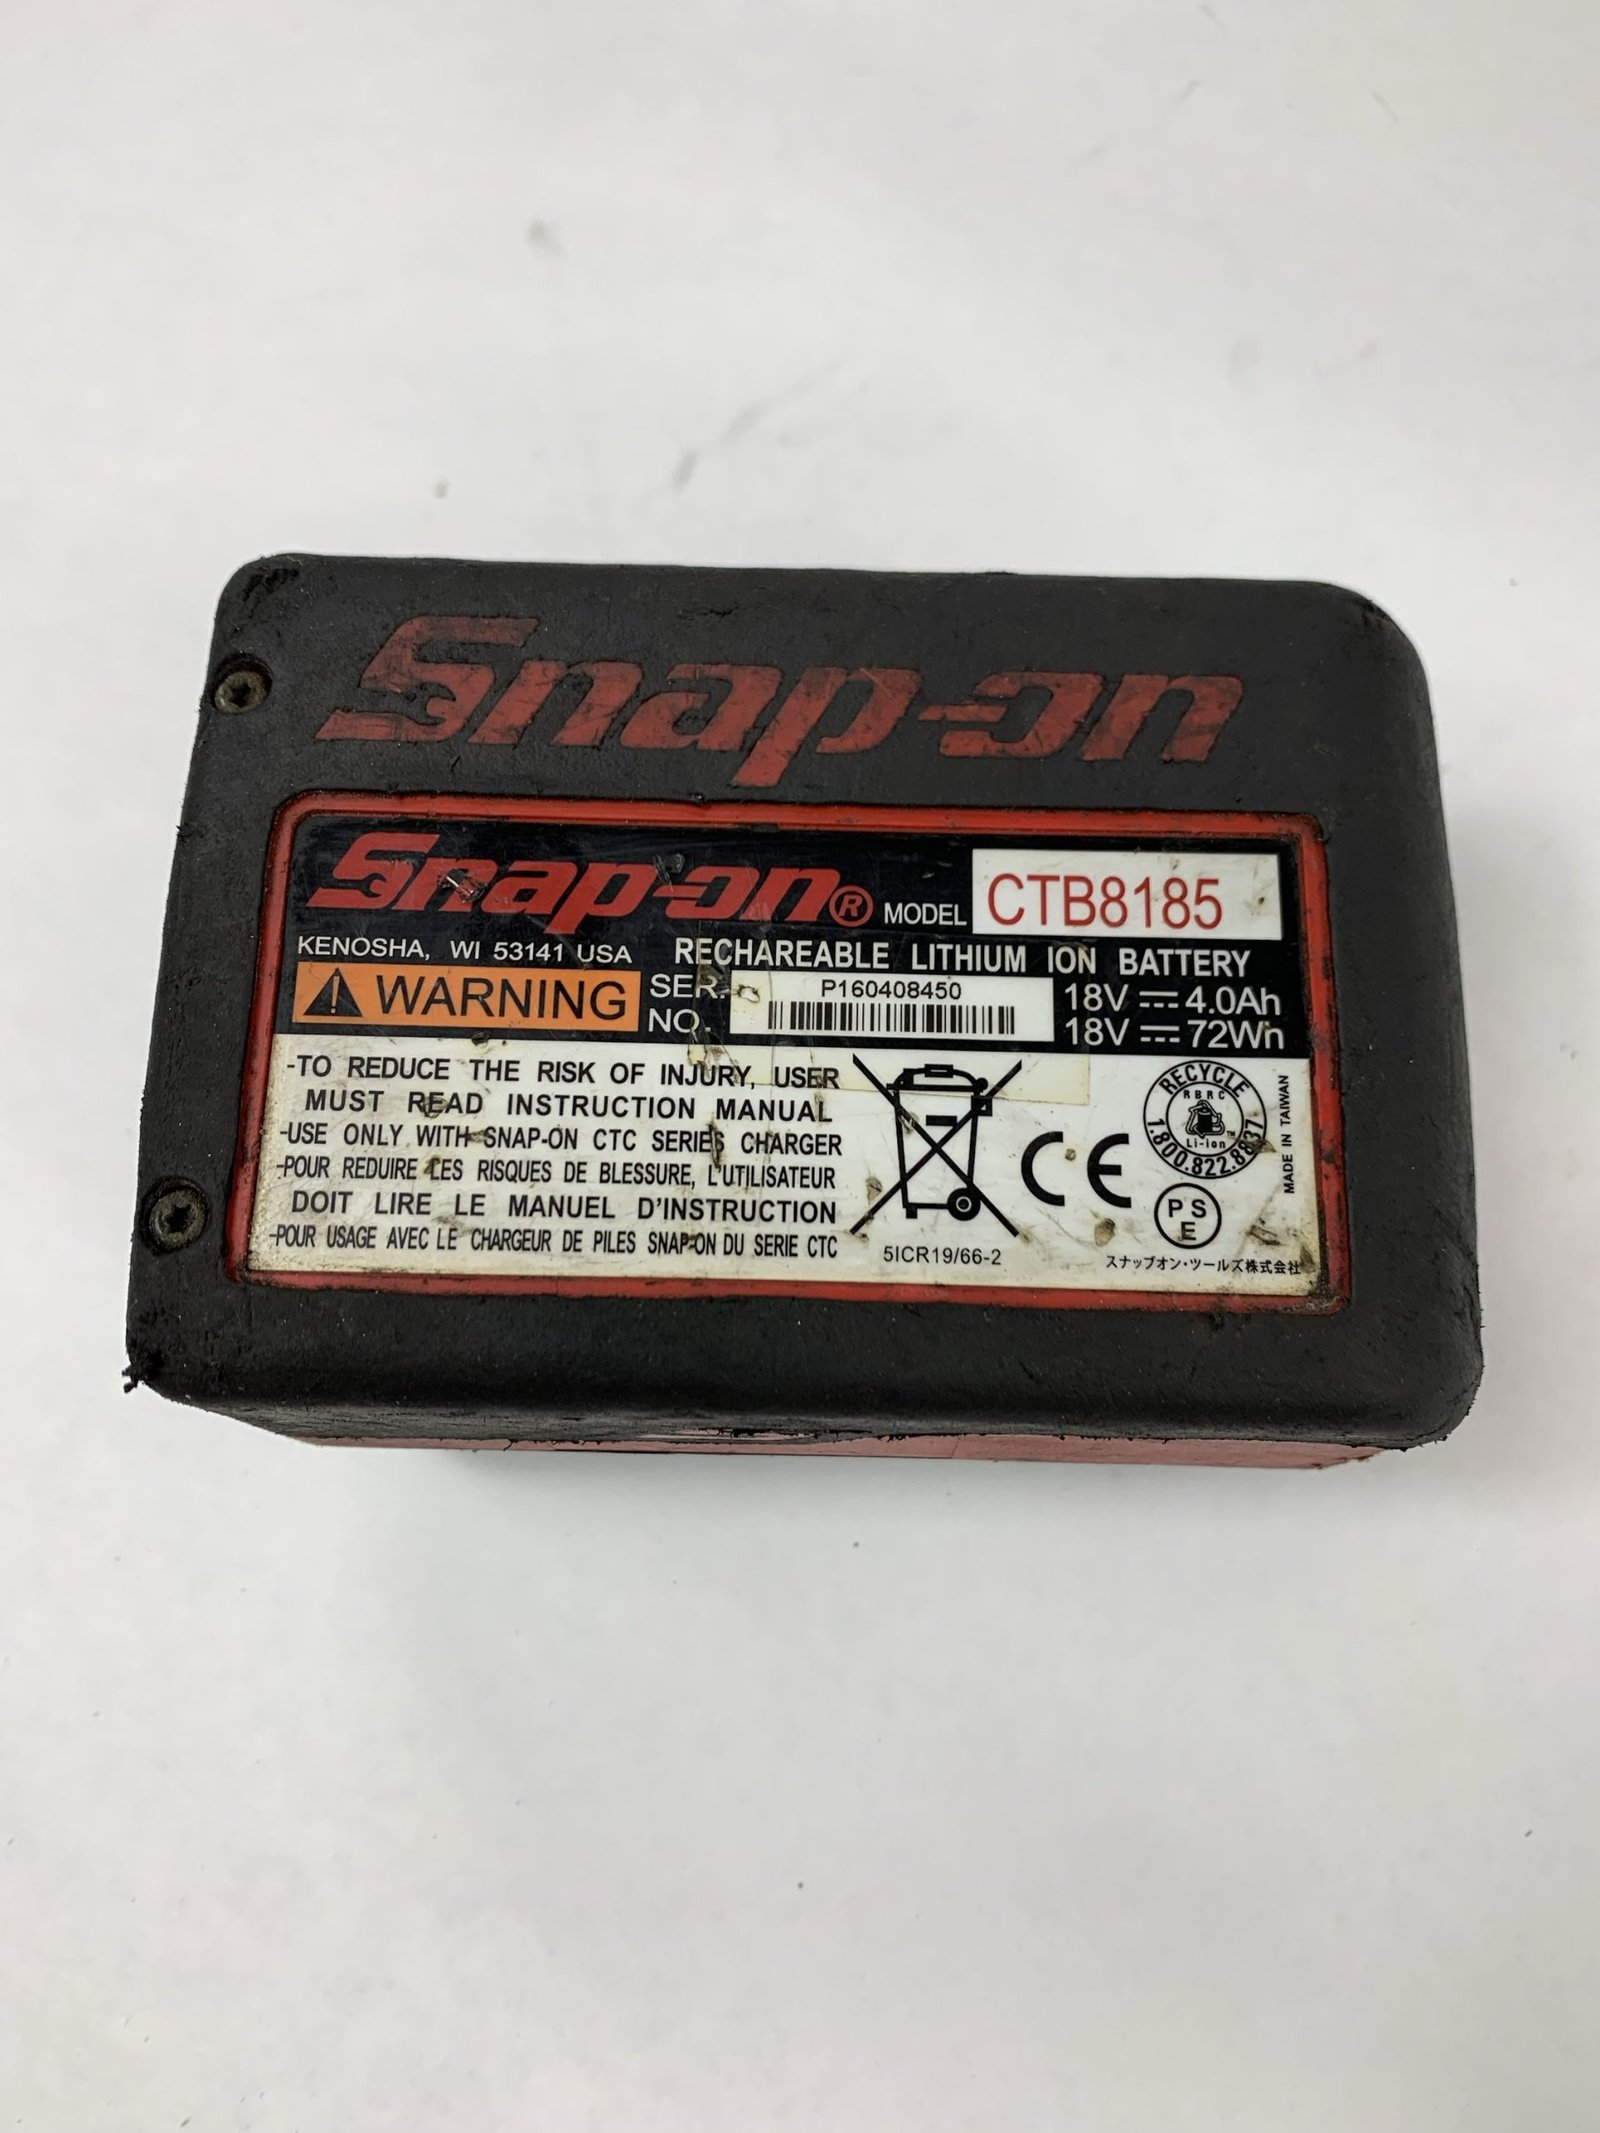 Snap-on
Snap-on® MODEL CTB8185
KENOSHA, WI 53141 USA RECHAREABLE LITHIUM ION BATTERY
WARNING
SER. NO.
P160408450
18V ⎓ 4.0Ah
18V ⎓ 72Wh
-TO REDUCE THE RISK OF INJURY, USER
MUST READ INSTRUCTION MANUAL
-USE ONLY WITH SNAP-ON CTC SERIES CHARGER
-POUR REDUIRE LES RISQUES DE BLESSURE, L'UTILISATEUR
DOIT LIRE LE MANUEL D'INSTRUCTION
-POUR USAGE AVEC LE CHARGEUR DE PILES SNAP-ON DU SERIE CTC
5ICR19/66-2
CE
RECYCLE
RBRC
Li-ion ™
1.800.822.8837
MADE IN TAIWAN
PS
E
スナップオン・ツールズ株式会社